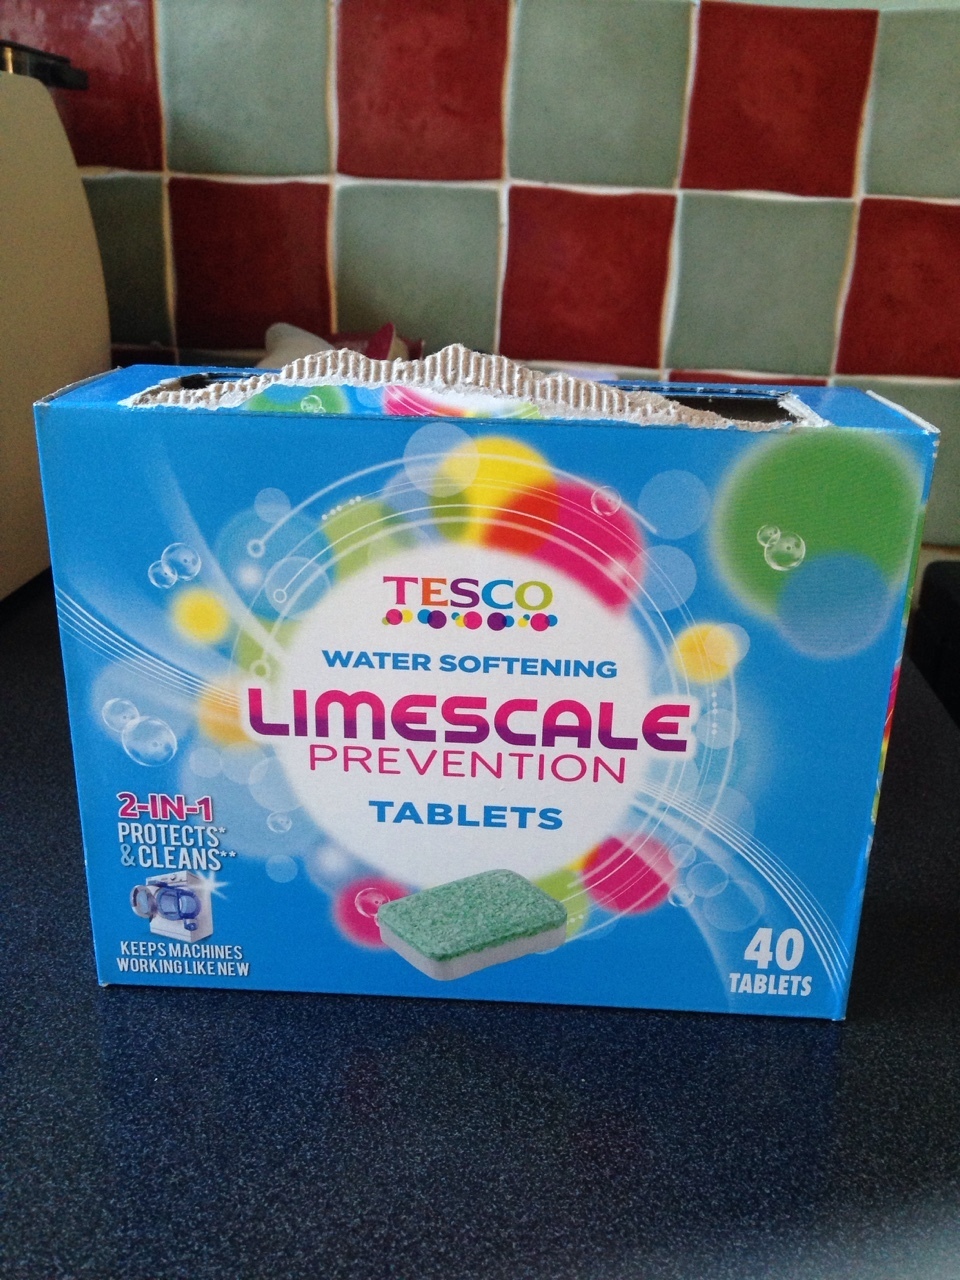 TESCO
WATER SOFTENING
LIMESCALE
PREVENTION
TABLETS
2-IN-1
PROTECTS*
& CLEANS**
KEEPS MACHINES
WORKING LIKE NEW
40
TABLETS